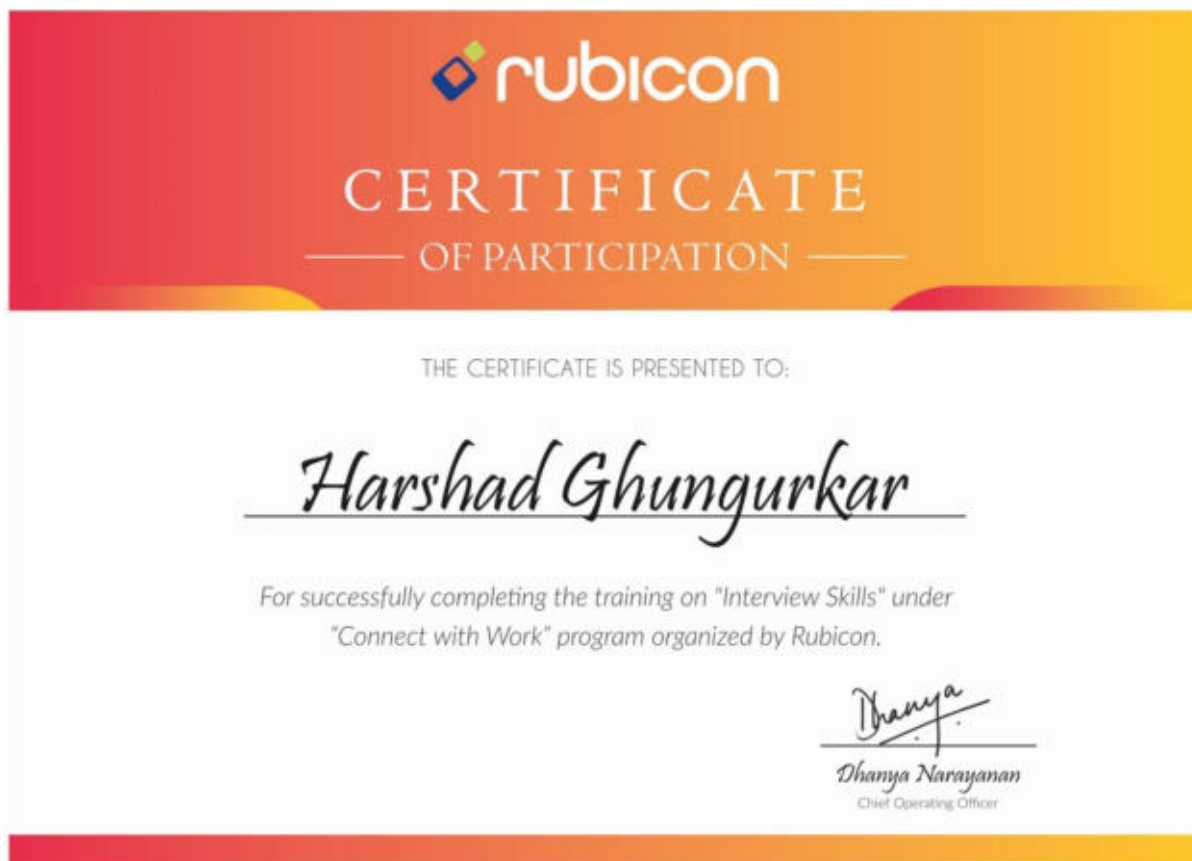 rubicon
CERTIFICATE
OF PARTICIPATION
THE CERTIFICATE IS PRESENTED TO:
Harshad Ghungurkar
For successfully completing the training on "Interview Skills" under
"Connect with Work" program organized by Rubicon.
Dhanya
Dhanya Narayanan
Chief Operating Officer